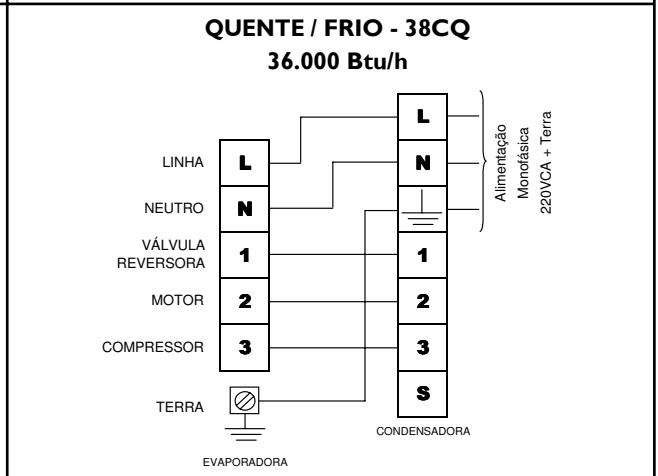 QUENTE / FRIO - 38CQ
36.000 Btu/h
LINHA
NEUTRO
VÁLVULA
REVERSORA
MOTOR
COMPRESSOR
TERRA
L
N
1
2
3
EVAPORADORA
L
N
1
2
3
S
CONDENSADORA
Alimentação
Monofásica
220VCA + Terra